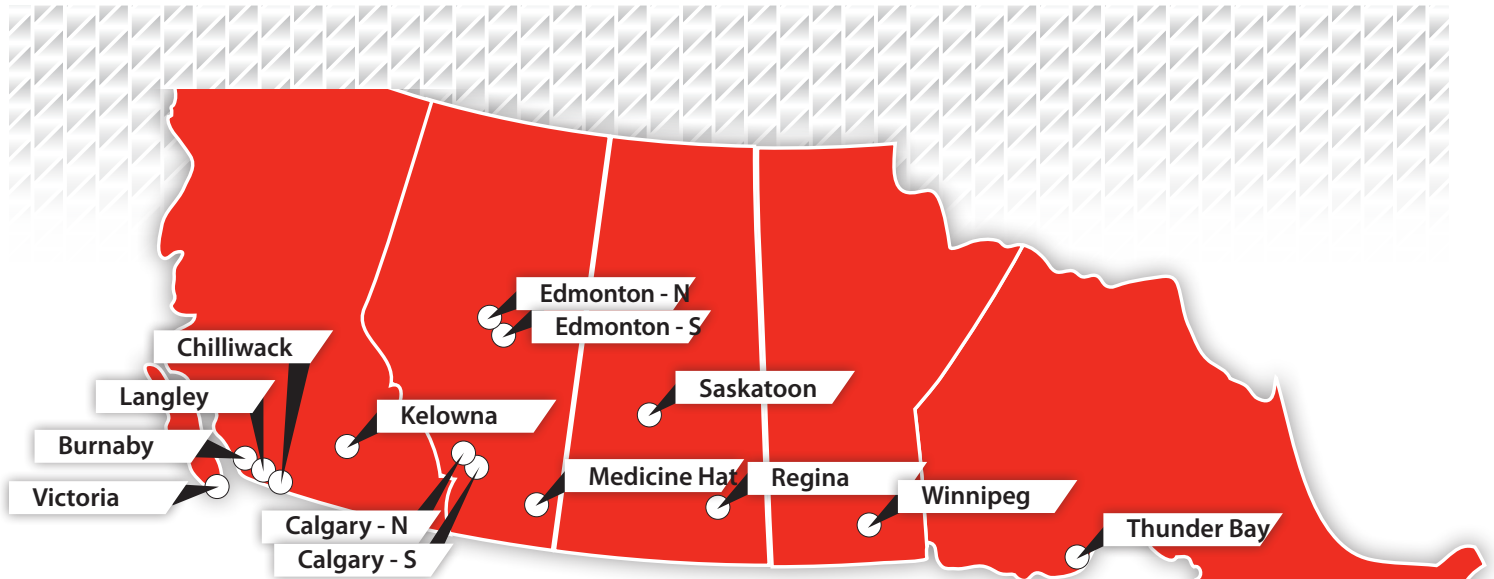 Edmonton - N
Edmonton - S
Chilliwack
Saskatoon
Langley
Kelowna
Burnaby
Medicine Hat
Regina
Victoria
Winnipeg
Calgary - N
Thunder Bay
Calgary - S